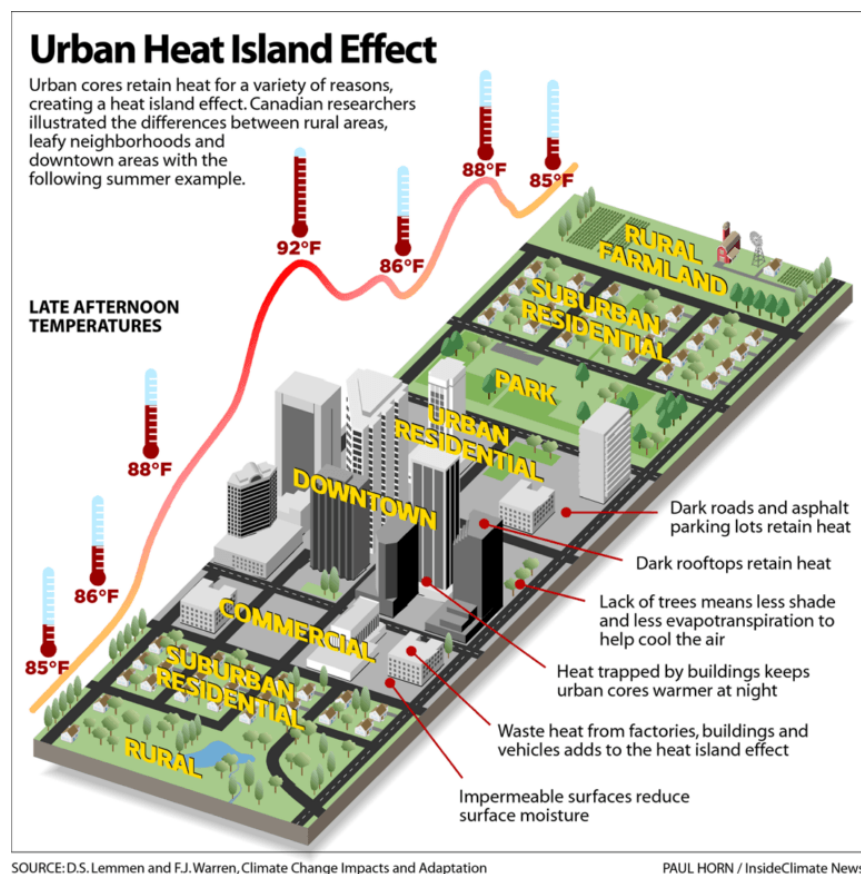 Urban Heat Island Effect
Urban cores retain heat for a variety of reasons,
creating a heat island effect. Canadian researchers
illustrated the differences between rural areas,
leafy neighborhoods and
downtown areas with the
following summer example.
88°F
85°F
92°F
86°F
LATE AFTERNOON
TEMPERATURES
88°F
86°F
85°F
RURAL
FARMLAND
SUBURBAN
RESIDENTIAL
PARK
URBAN
RESIDENTIAL
DOWNTOWN
COMMERCIAL
SUBURBAN
RESIDENTIAL
RURAL
Dark roads and asphalt
parking lots retain heat
Dark rooftops retain heat
Lack of trees means less shade
and less evapotranspiration to
help cool the air
Heat trapped by buildings keeps
urban cores warmer at night
Waste heat from factories, buildings and
vehicles adds to the heat island effect
Impermeable surfaces reduce
surface moisture
SOURCE: D.S. Lemmen and F.J. Warren, Climate Change Impacts and Adaptation
PAUL HORN / InsideClimate News